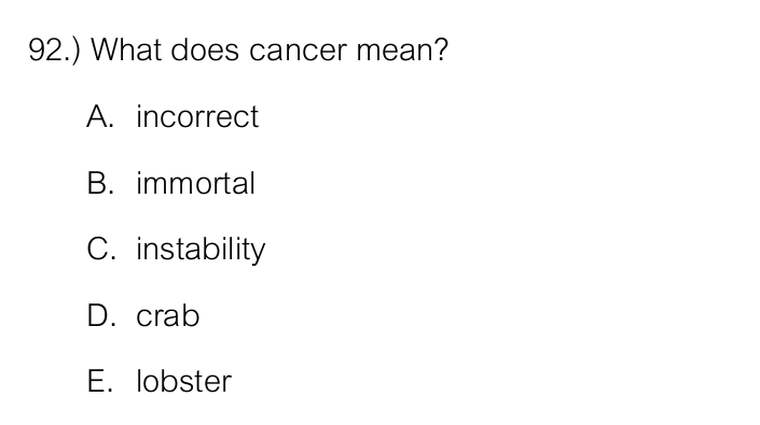 92.) What does cancer mean?
A. incorrect
B. immortal
C. instability
D. crab
E. lobster